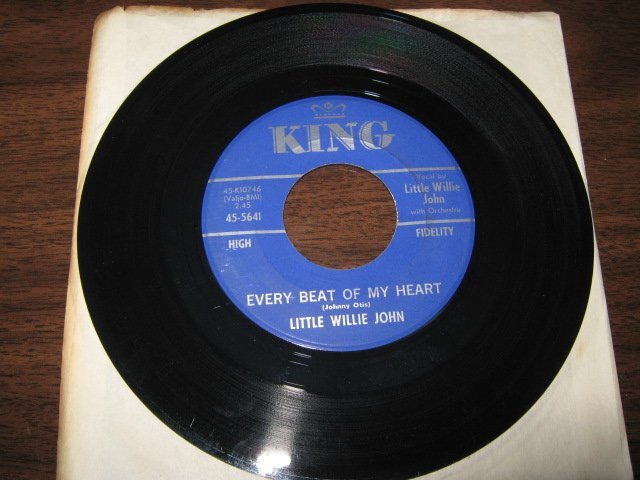 KING
45-K10746
(Valjo-BMI)
2:45
45-5641
HIGH
Vocal by
Little Willie
John
with Orchestra
FIDELITY
EVERY BEAT OF MY HEART
(Johnny Otis)
LITTLE WILLIE JOHN